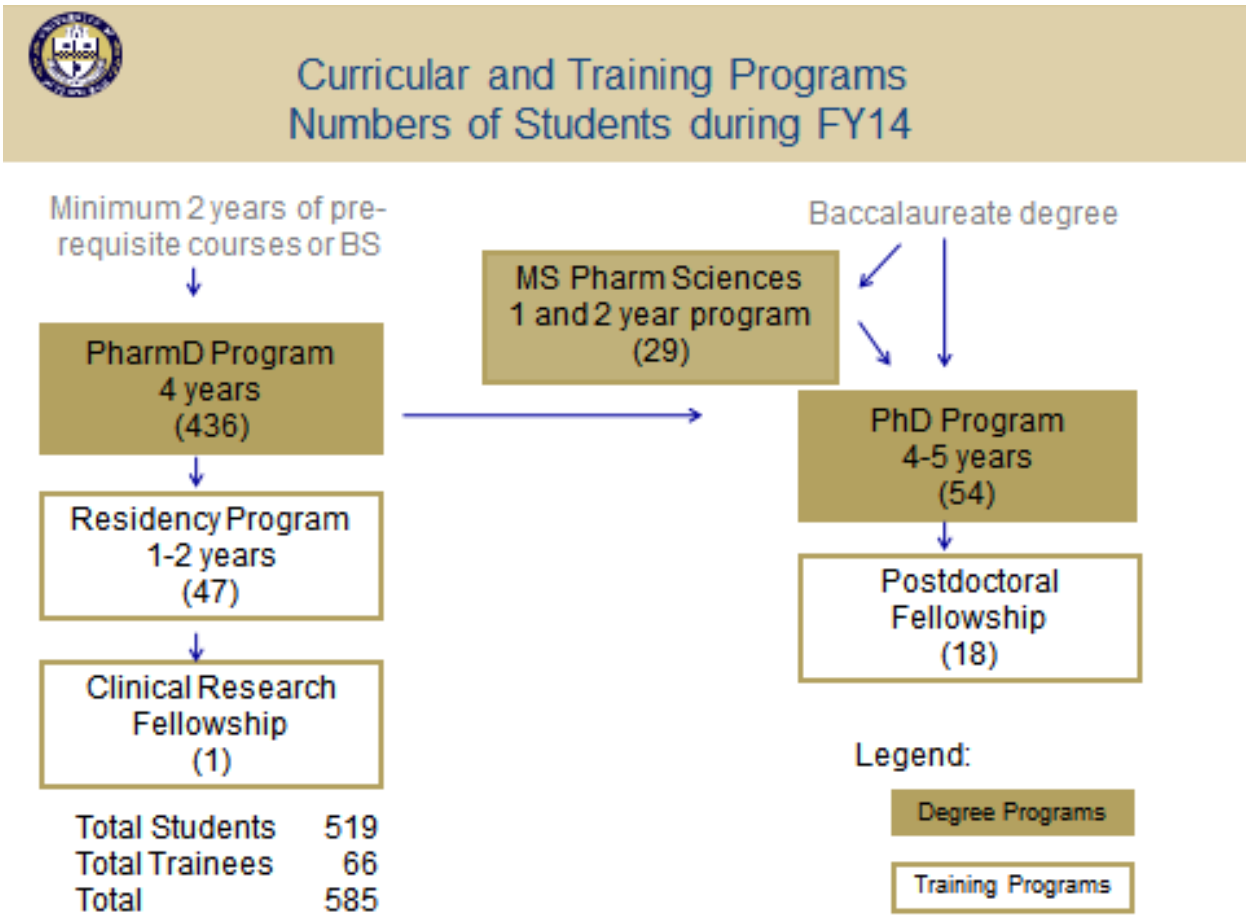 Curricular and Training Programs
Numbers of Students during FY14
Minimum 2 years of pre-
requisite courses or BS
Baccalaureate degree
MS Pharm Sciences
1 and 2 year program
(29)
PharmD Program
4 years
(436)
PhD Program
4-5 years
(54)
Residency Program
1-2 years
(47)
Postdoctoral
Fellowship
(18)
Clinical Research
Fellowship
(1)
Legend:
Degree Programs
Training Programs
Total Students 519
Total Trainees 66
Total 585